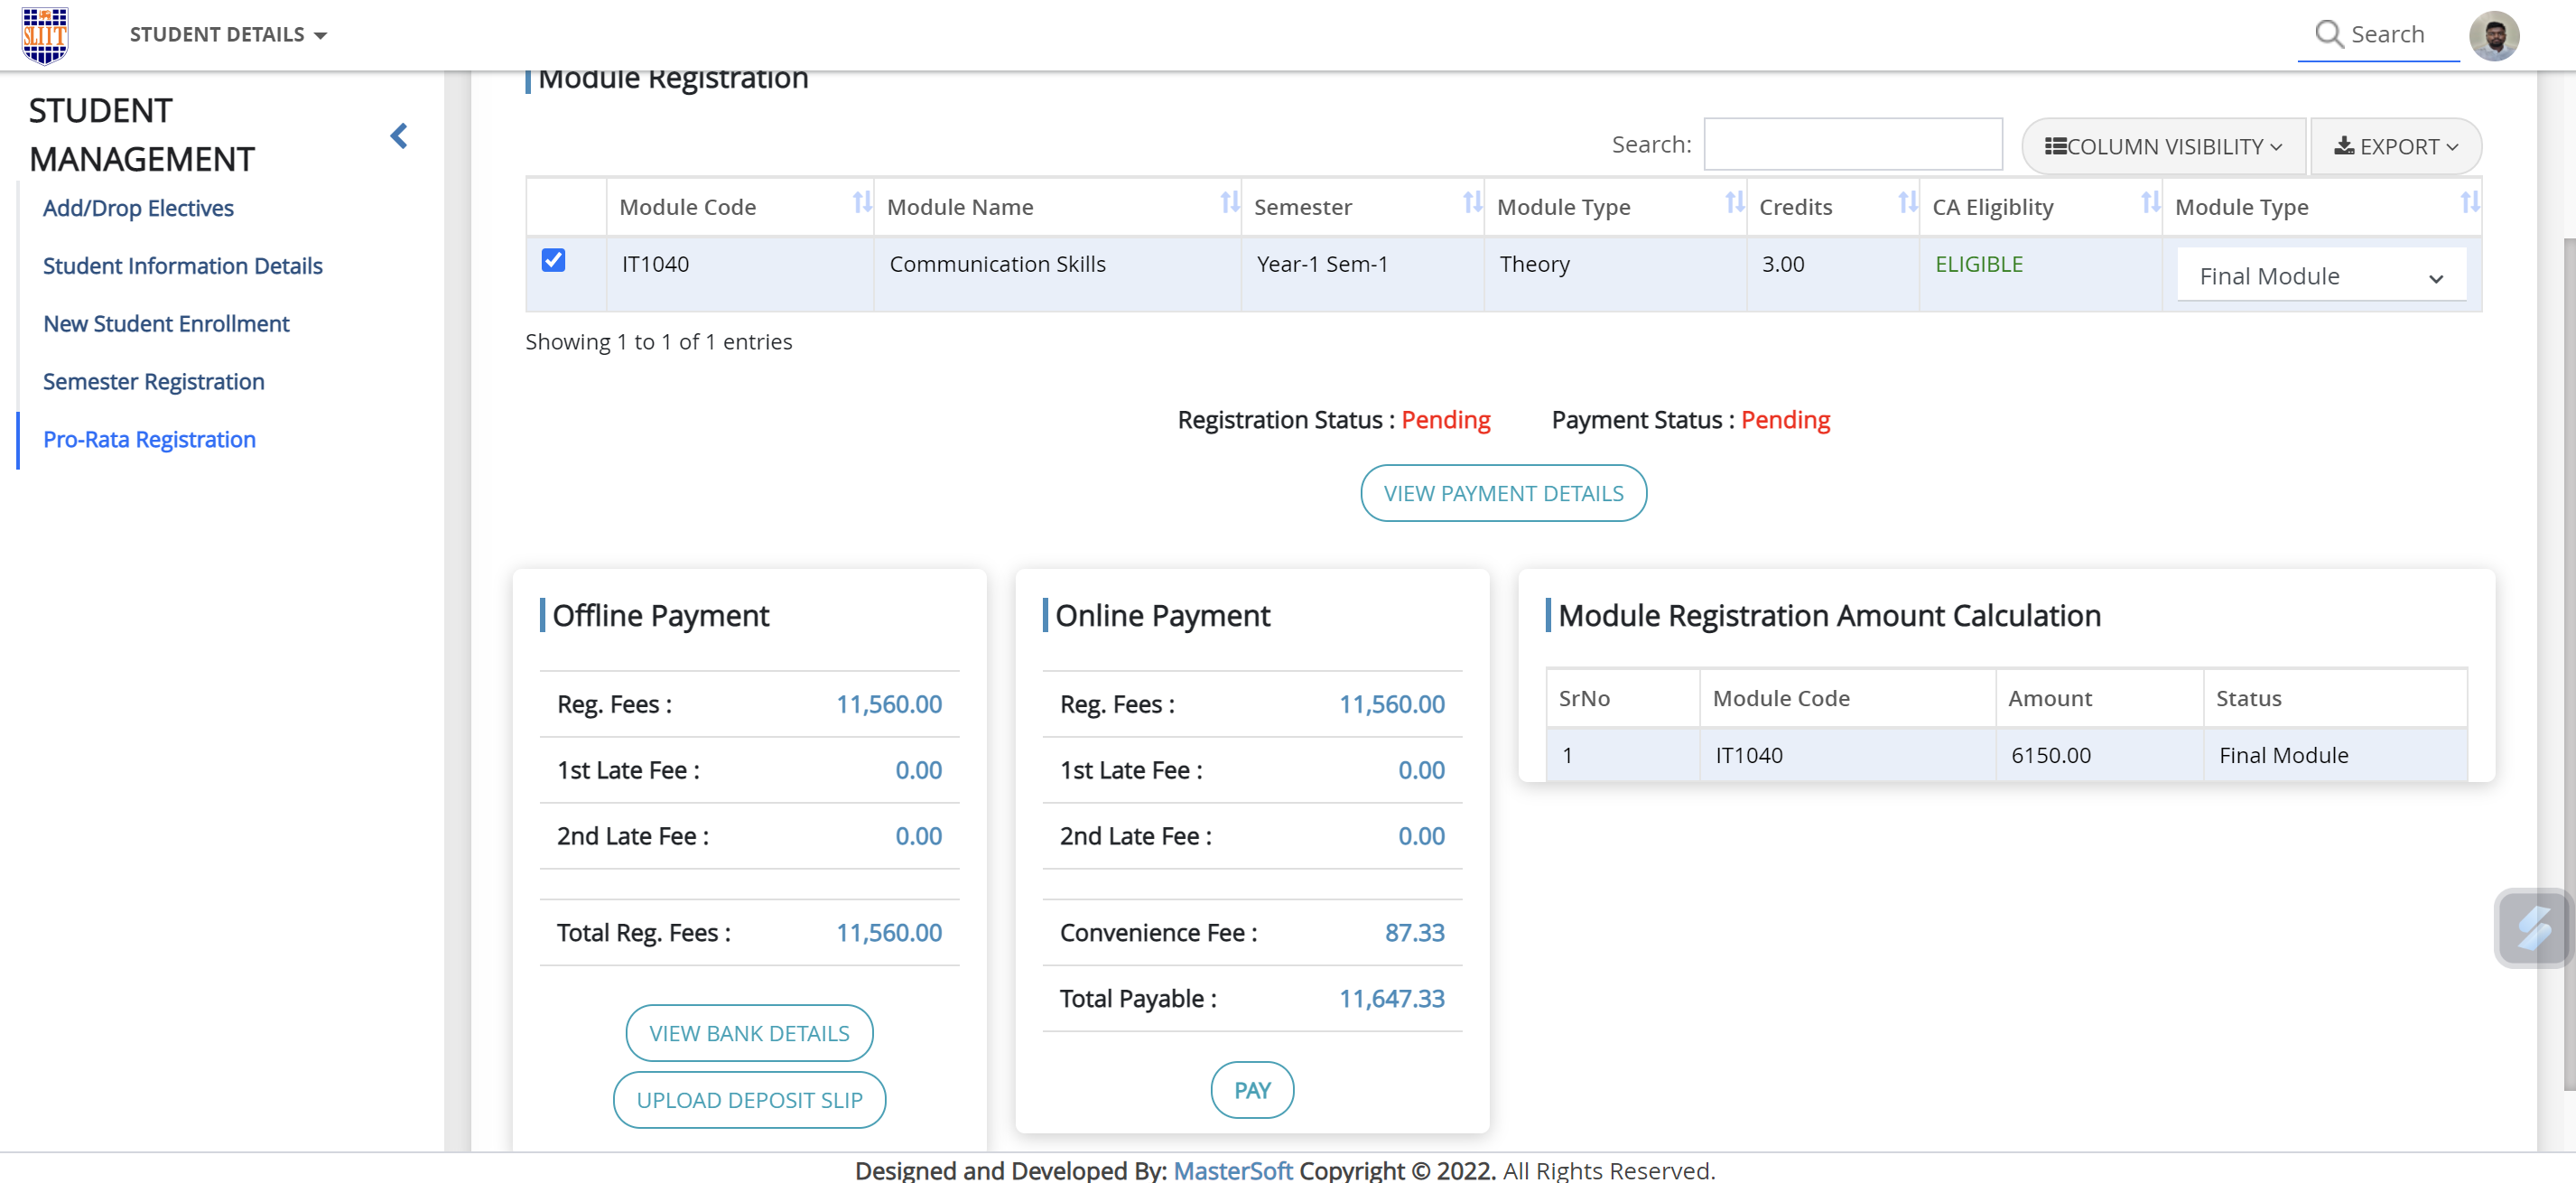 SLIIT
STUDENT DETAILS
Search
STUDENT
MANAGEMENT
Add/Drop Electives
Student Information Details
New Student Enrollment
Semester Registration
Pro-Rata Registration
Module Registration
Search:
COLUMN VISIBILITY
EXPORT
Module Code Module Name Semester Module Type Credits CA Eligiblity Module Type
IT1040 Communication Skills Year-1 Sem-1 Theory 3.00 ELIGIBLE Final Module
Showing 1 to 1 of 1 entries
Registration Status : Pending Payment Status : Pending
VIEW PAYMENT DETAILS
Offline Payment
Reg. Fees : 11,560.00
1st Late Fee : 0.00
2nd Late Fee : 0.00
Total Reg. Fees : 11,560.00
VIEW BANK DETAILS
UPLOAD DEPOSIT SLIP
Online Payment
Reg. Fees : 11,560.00
1st Late Fee : 0.00
2nd Late Fee : 0.00
Convenience Fee : 87.33
Total Payable : 11,647.33
PAY
Module Registration Amount Calculation
SrNo Module Code Amount Status
1 IT1040 6150.00 Final Module
Designed and Developed By: MasterSoft Copyright © 2022. All Rights Reserved.